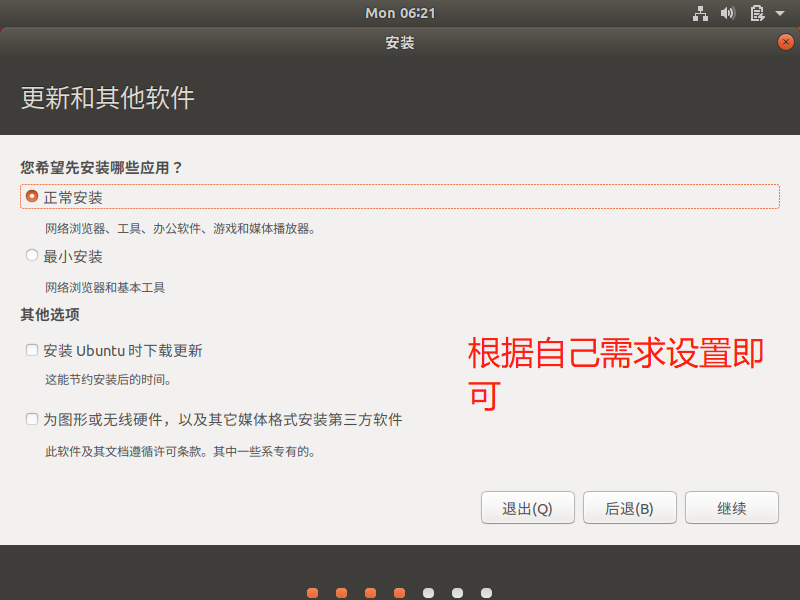 Mon 06:21
安装
更新和其他软件
您希望先安装哪些应用？
正常安装
网络浏览器、工具、办公软件、游戏和媒体播放器。
最小安装
网络浏览器和基本工具
其他选项
安装 Ubuntu 时下载更新
这能节约安装后的时间。
为图形或无线硬件，以及其它媒体格式安装第三方软件
此软件及其文档遵循许可条款。其中一些系专有的。
根据自己需求设置即
可
退出(Q)
后退(B)
继续